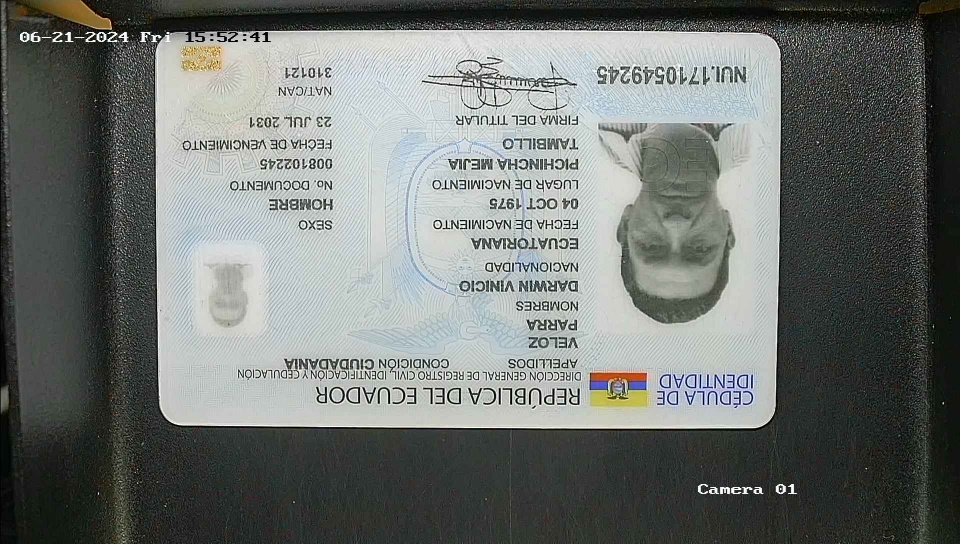 06-21-2024 Fri 15:52:41
CÉDULA DE
IDENTIDAD
REPÚBLICA DEL ECUADOR
DIRECCIÓN GENERAL DE REGISTRO CIVIL, IDENTIFICACIÓN Y CEDULACIÓN
APELLIDOS
VELOZ
PARRA
NOMBRES
DARWIN VINICIO
NACIONALIDAD
ECUATORIANA
FECHA DE NACIMIENTO
04 OCT 1975
LUGAR DE NACIMIENTO
PICHINCHA MEJIA
TAMBILLO
FIRMA DEL TITULAR
CONDICIÓN CIUDADANIA
SEXO
HOMBRE
No. DOCUMENTO
008102245
FECHA DE VENCIMIENTO
23 JUL 2031
NAT/CAN
310121
NUI.1710549245
Camera 01